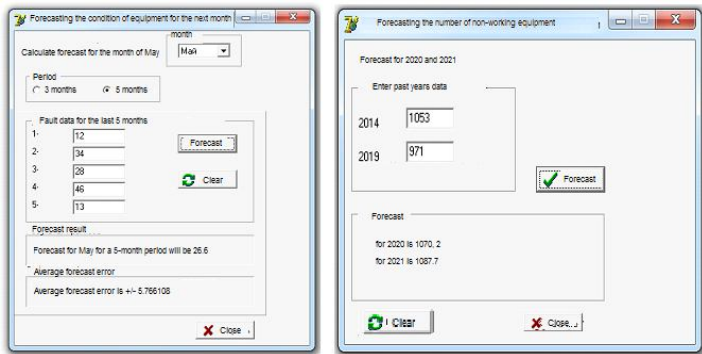 Forecasting the condition of equipment for the next month
month
Calculate forecast for the month of May
Май
Period
3 months
5 months
Fault data for the last 5 months
1·
12
2·
34
3·
28
4·
46
5·
13
Forecast
Clear
Forecast result
Forecast for May for a 5-month period will be 26.6
Average forecast error
Average forecast error is +/- 5.766108
Close
Forecasting the number of non-working equipment
Forecast for 2020 and 2021
Enter past years data
2014
1053
2019
971
Forecast
Forecast
for 2020 is 1070, 2
for 2021 is 1087.7
Clear
Close...